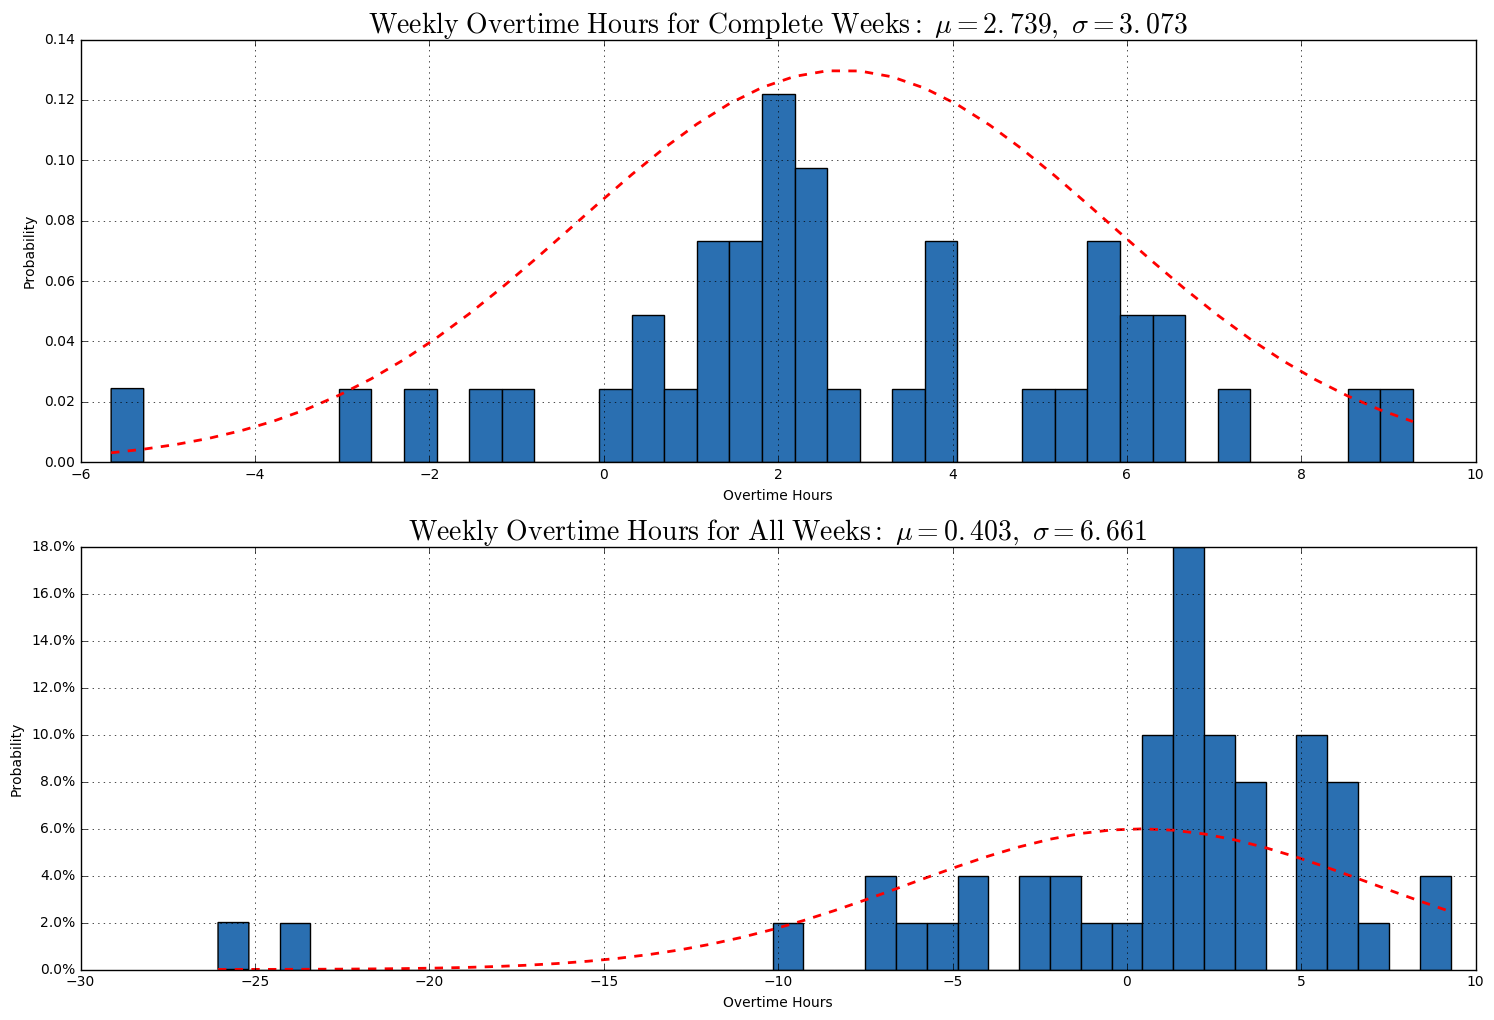 Weekly Overtime Hours for Complete Weeks: μ=2.739, σ=3.073
0.14
0.12
0.10
0.08
0.06
0.04
0.02
0.00
Probability
−6 −4 −2 0 2 4 6 8 10
Overtime Hours
Weekly Overtime Hours for All Weeks: μ=0.403, σ=6.661
18.0%
16.0%
14.0%
12.0%
10.0%
8.0%
6.0%
4.0%
2.0%
0.0%
Probability
−30 −25 −20 −15 −10 −5 0 5 10
Overtime Hours